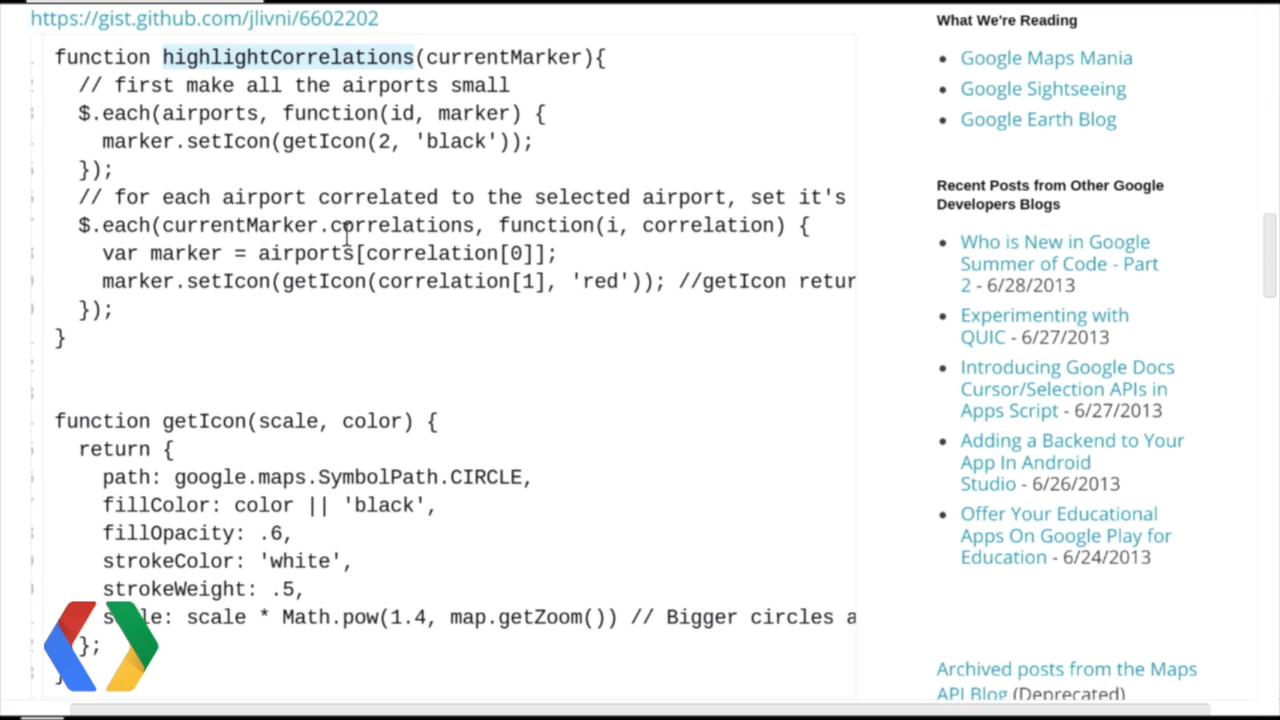 https://gist.github.com/jlivni/6602202
function highlightCorrelations(currentMarker){
// first make all the airports small
$.each(airports, function(id, marker) {
marker.setIcon(getIcon(2, 'black'));
});
// for each airport correlated to the selected airport, set it's
$.each(currentMarker.correlations, function(i, correlation) {
var marker = airports[correlation[0]];
marker.setIcon(getIcon(correlation[1], 'red')); //getIcon retur
});
}
function getIcon(scale, color) {
return {
path: google.maps.SymbolPath.CIRCLE,
fillColor: color || 'black',
fillOpacity: .6,
strokeColor: 'white',
strokeWeight: .5,
scale: scale * Math.pow(1.4, map.getZoom()) // Bigger circles a
};
What We're Reading
Google Maps Mania
Google Sightseeing
Google Earth Blog
Recent Posts from Other Google
Developers Blogs
Who is New in Google
Summer of Code - Part
2 - 6/28/2013
Experimenting with
QUIC - 6/27/2013
Introducing Google Docs
Cursor/Selection APIs in
Apps Script - 6/27/2013
Adding a Backend to Your
App In Android
Studio - 6/26/2013
Offer Your Educational
Apps On Google Play for
Education - 6/24/2013
Archived posts from the Maps
API Blog (Deprecated)